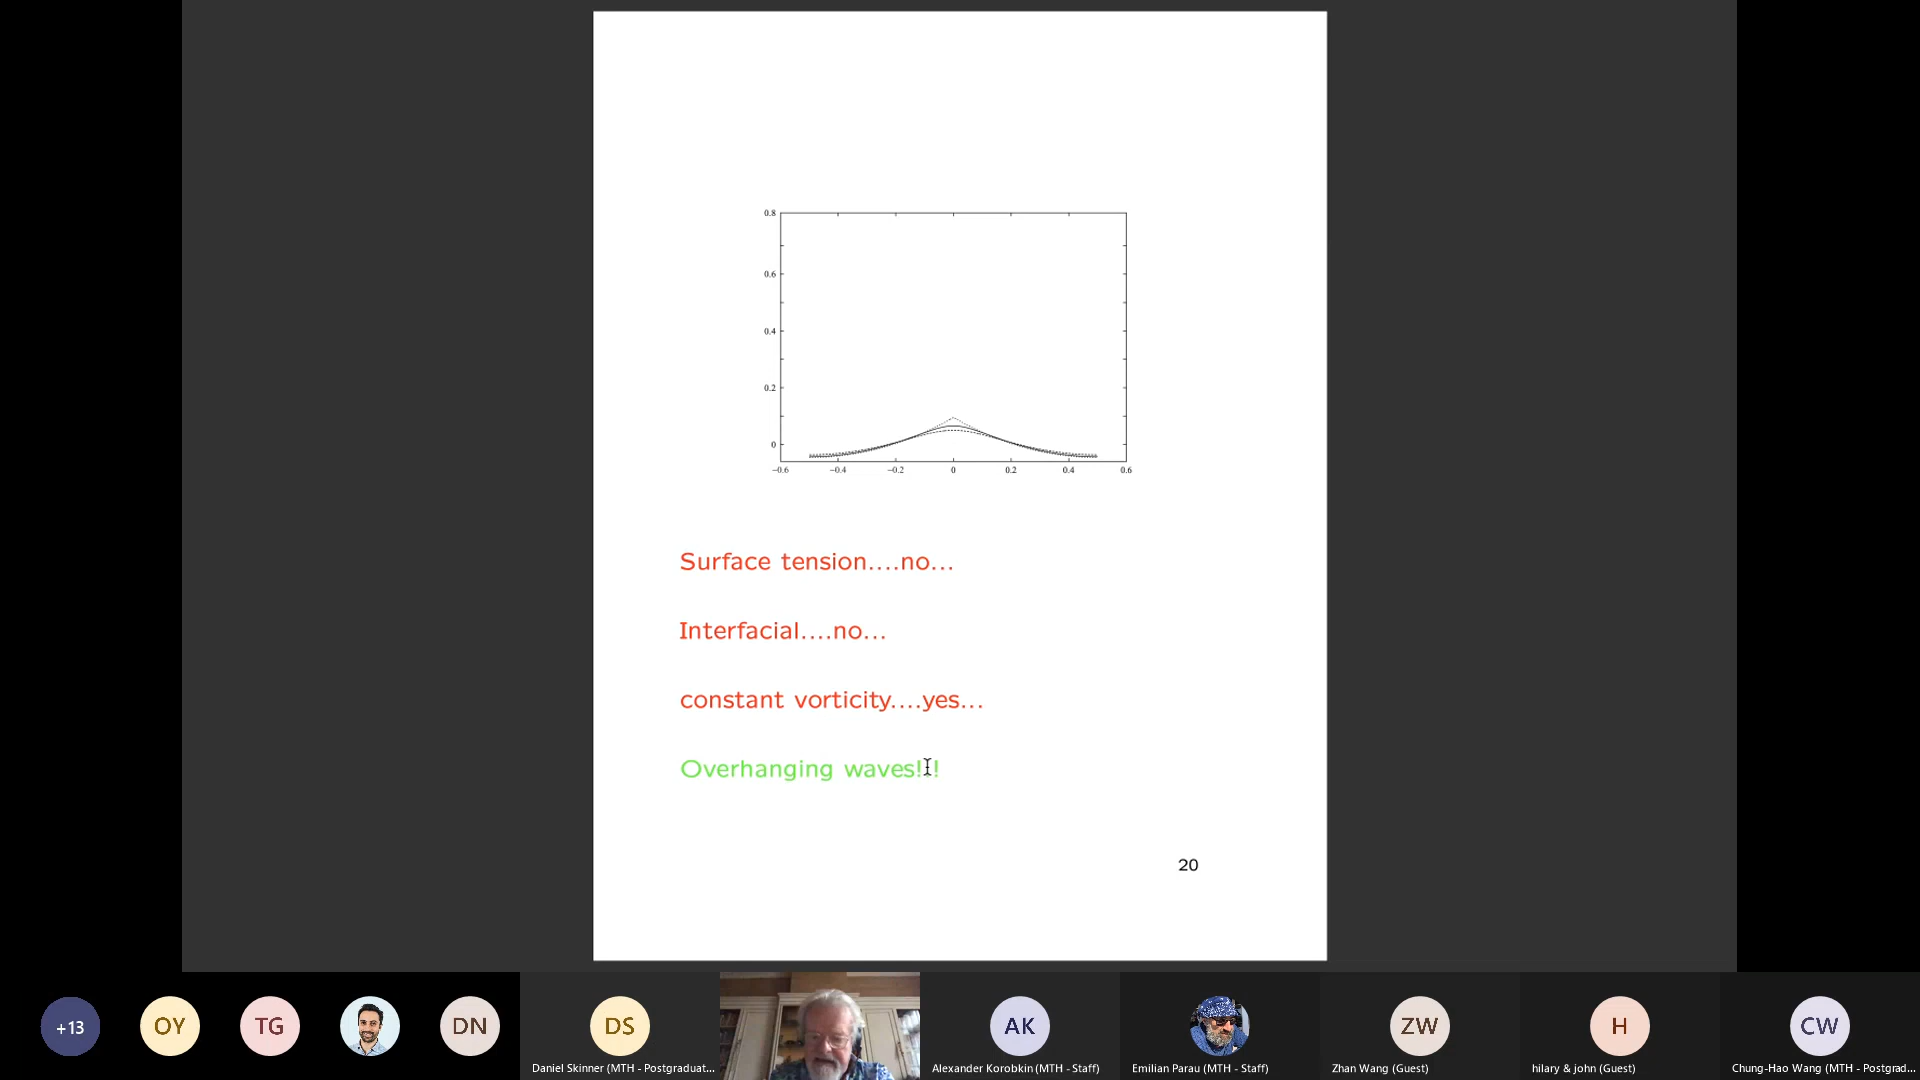 0.8
0.6
0.4
0.2
0
−0.6 −0.4 −0.2 0 0.2 0.4 0.6
Surface tension....no...
Interfacial....no...
constant vorticity....yes...
Overhanging waves!!!
20
+13 OY TG DN DS AK ZW H CW
Daniel Skinner (MTH - Postgraduat... Alexander Korobkin (MTH - Staff) Emilian Parau (MTH - Staff) Zhan Wang (Guest) hilary & john (Guest) Chung-Hao Wang (MTH - Postgrad...